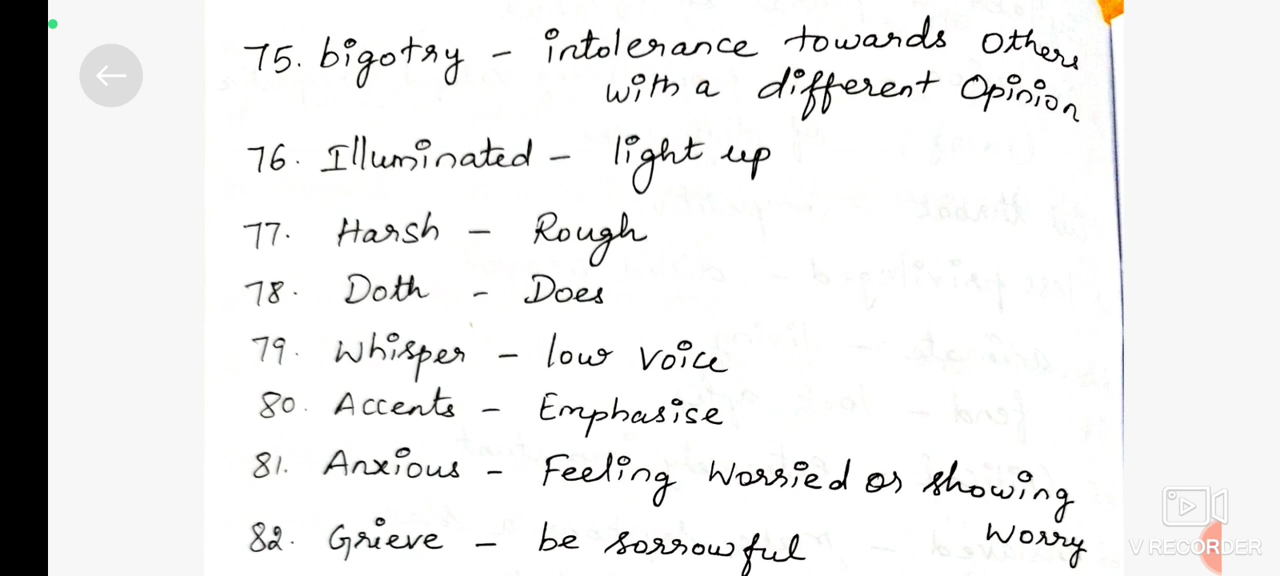 75. bigotry - intolerance towards others
with a different Opinion
76. Illuminated - light up
77. Harsh - Rough
78. Doth - Does
79. Whisper - low voice
80. Accents - Emphasise
81. Anxious - Feeling Worried or showing
Worry
82. Grieve - be sorrowful
V RECORDER